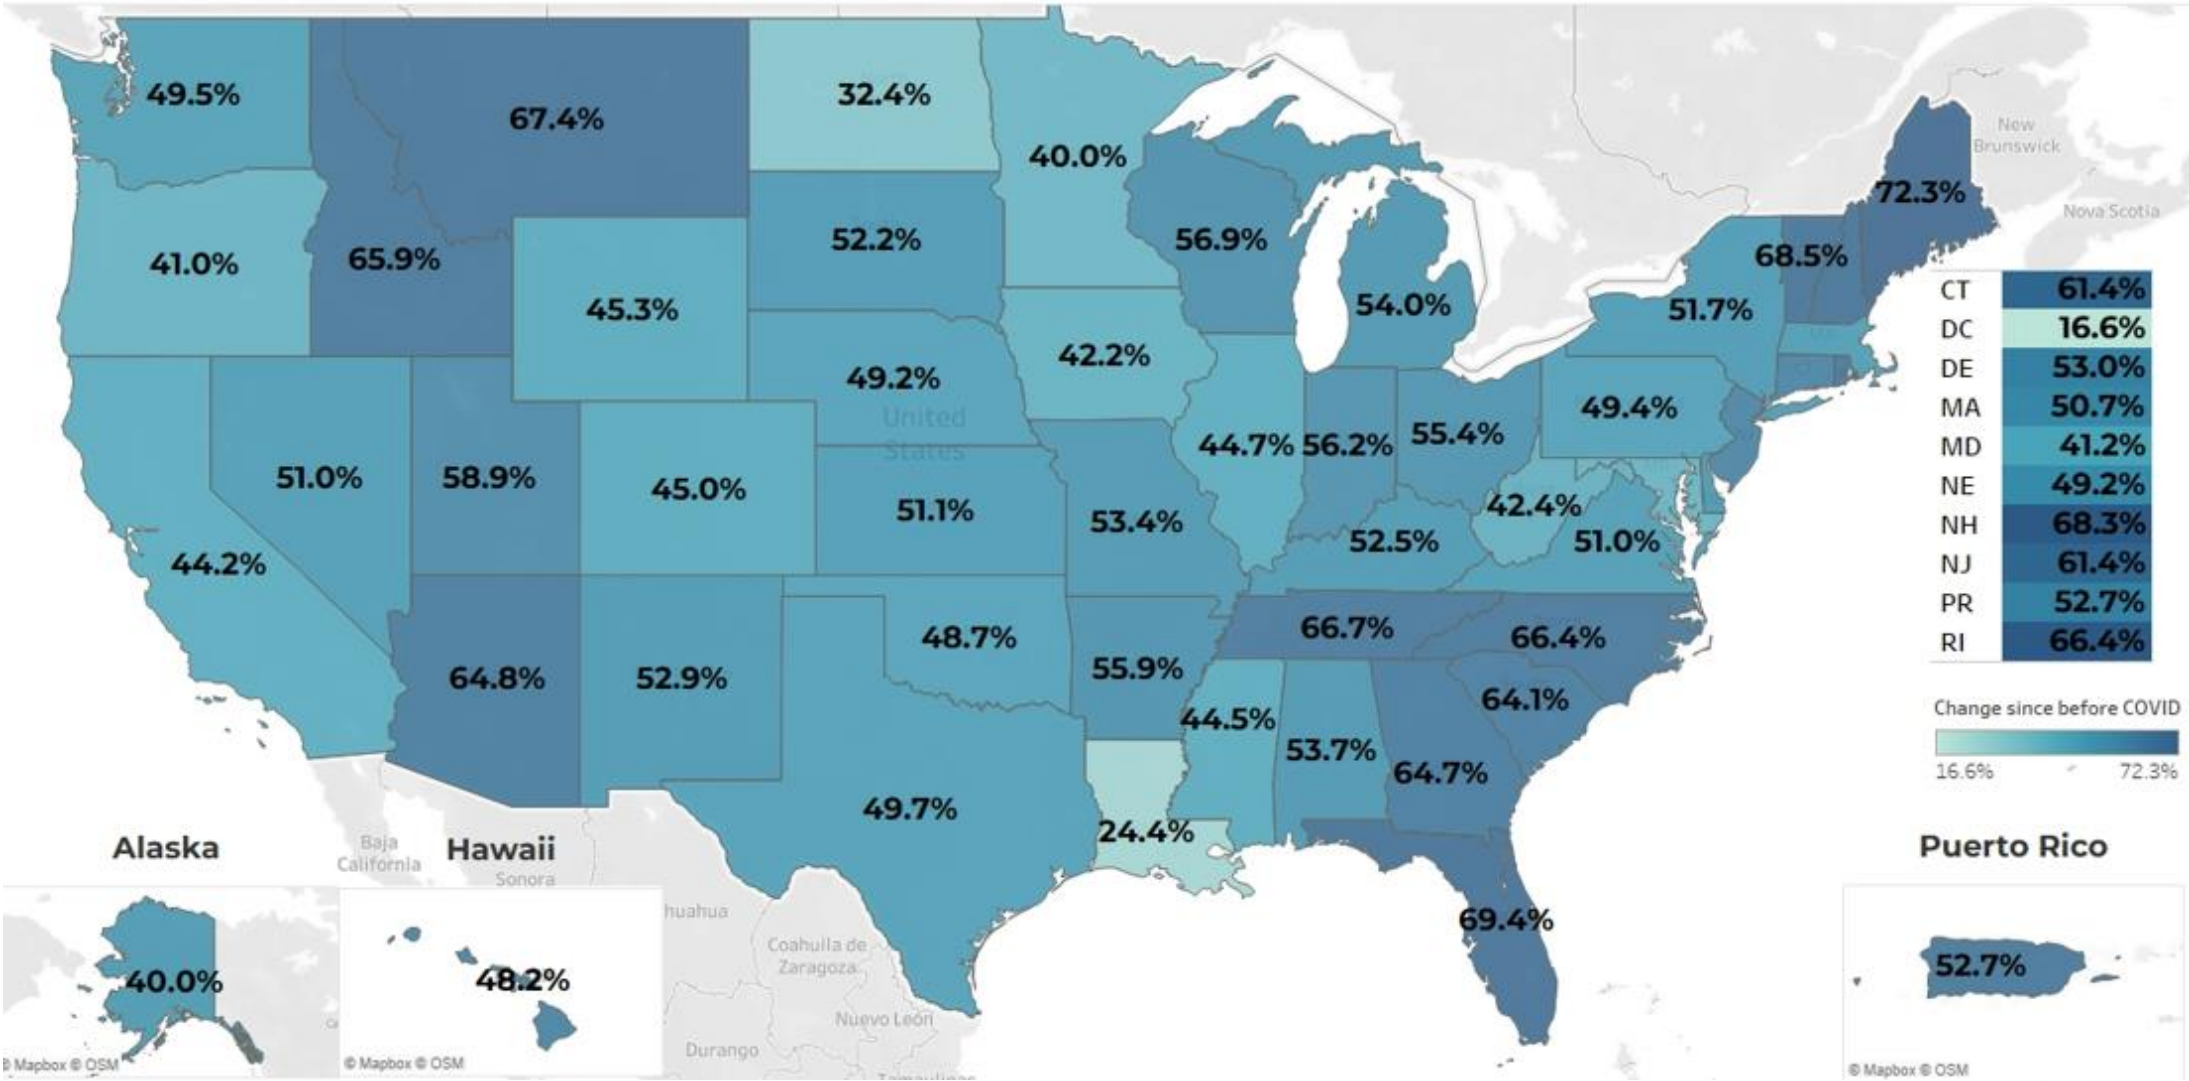 49.5%
67.4%
32.4%
40.0%
New
Brunswick
72.3%
Nova Scotia
41.0%
65.9%
45.3%
52.2%
56.9%
54.0%
68.5%
51.7%
CT 61.4%
DC 16.6%
DE 53.0%
MA 50.7%
MD 41.2%
NE 49.2%
NH 68.3%
NJ 61.4%
PR 52.7%
RI 66.4%
49.2%
42.2%
49.4%
United
States
51.0%
58.9%
45.0%
51.1%
53.4%
44.7%
56.2%
55.4%
42.4%
52.5%
51.0%
44.2%
64.8%
52.9%
48.7%
55.9%
66.7%
66.4%
64.1%
44.5%
53.7%
64.7%
49.7%
24.4%
69.4%
Change since before COVID
16.6% 72.3%
Alaska
Baja
California
Hawaii
Sonora
huahua
Coahuila de
Zaragoza
Nuevo León
Durango
Tamaulipas
Puerto Rico
40.0%
48.2%
52.7%
© Mapbox © OSM
© Mapbox © OSM
© Mapbox © OSM